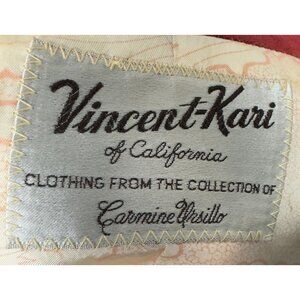 Vincent-Kari
of California
CLOTHING FROM THE COLLECTION OF
Carmine Ursillo